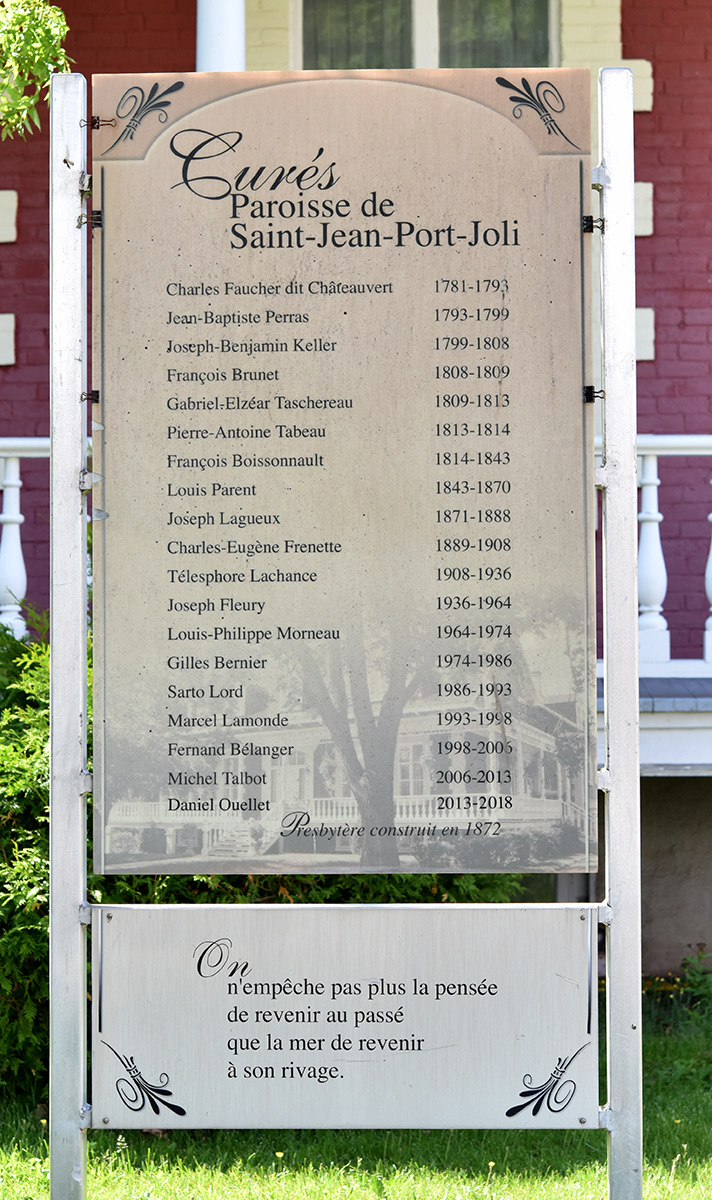 Curés
Paroisse de
Saint-Jean-Port-Joli
Charles Faucher dit Châteauvert 1781-1793
Jean-Baptiste Perras 1793-1799
Joseph-Benjamin Keller 1799-1808
François Brunet 1808-1809
Gabriel-Elzéar Taschereau 1809-1813
Pierre-Antoine Tabeau 1813-1814
François Boissonnault 1814-1843
Louis Parent 1843-1870
Joseph Lagueux 1871-1888
Charles-Eugène Frenette 1889-1908
Télesphore Lachance 1908-1936
Joseph Fleury 1936-1964
Louis-Philippe Morneau 1964-1974
Gilles Bernier 1974-1986
Sarto Lord 1986-1993
Marcel Lamonde 1993-1998
Fernand Bélanger 1998-2006
Michel Talbot 2006-2013
Daniel Ouellet 2013-2018
Presbytère construit en 1872
On
n'empêche pas plus la pensée
de revenir au passé
que la mer de revenir
à son rivage.